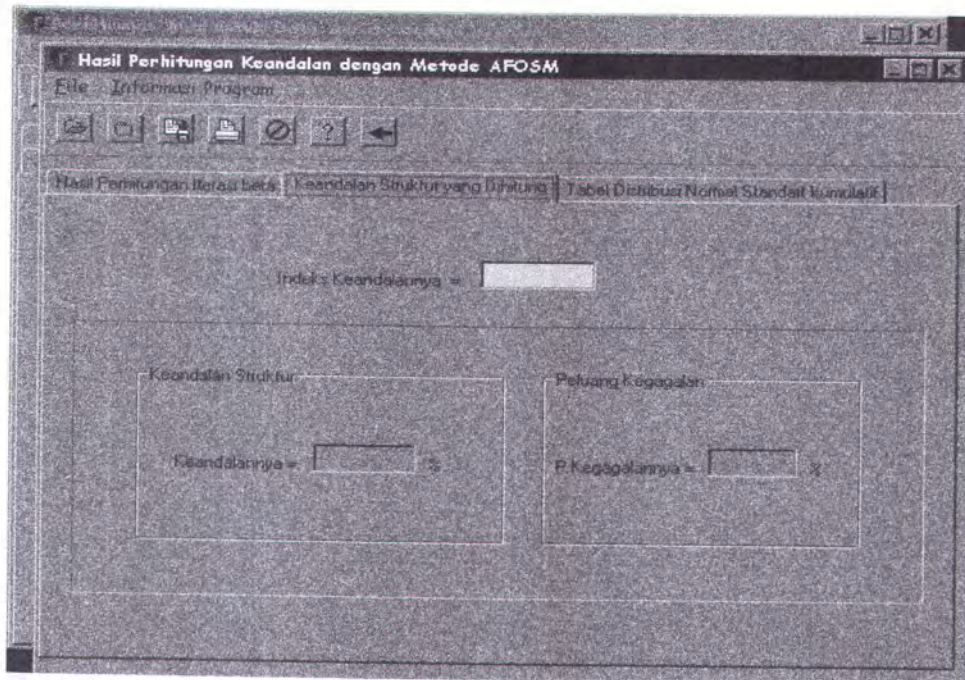 Hasil Perhitungan Keandalan dengan Metode AFOSM
File Informasi Program
?
Hasil Perhitungan Iterasi beta Keandalan Struktur yang Dihitung Tabel Distribusi Normal Standart Kumulatif
Indeks Keandalannya =
Keandalan Struktur Peluang Kegagalan
Keandalannya = % P.Kegagalannya = %